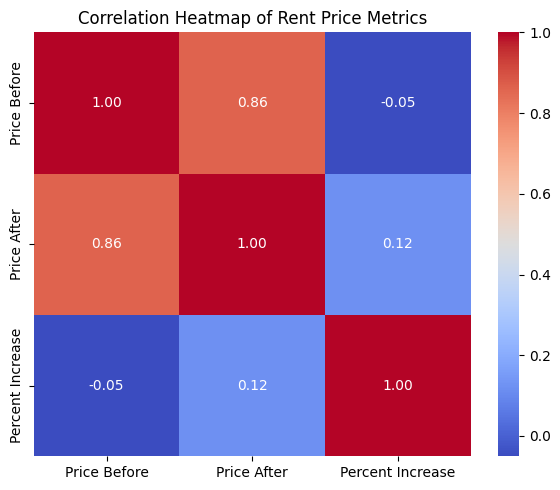 Correlation Heatmap of Rent Price Metrics
Price Before
1.00
0.86
-0.05
Price After
0.86
1.00
0.12
Percent Increase
-0.05
0.12
1.00
Price Before
Price After
Percent Increase
1.0
0.8
0.6
0.4
0.2
0.0